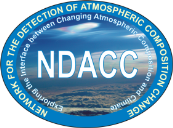 NETWORK FOR THE DETECTION OF ATMOSPHERIC COMPOSITION CHANGE
Exploring the Interface between Changing Atmospheric Composition and Climate
NDACC